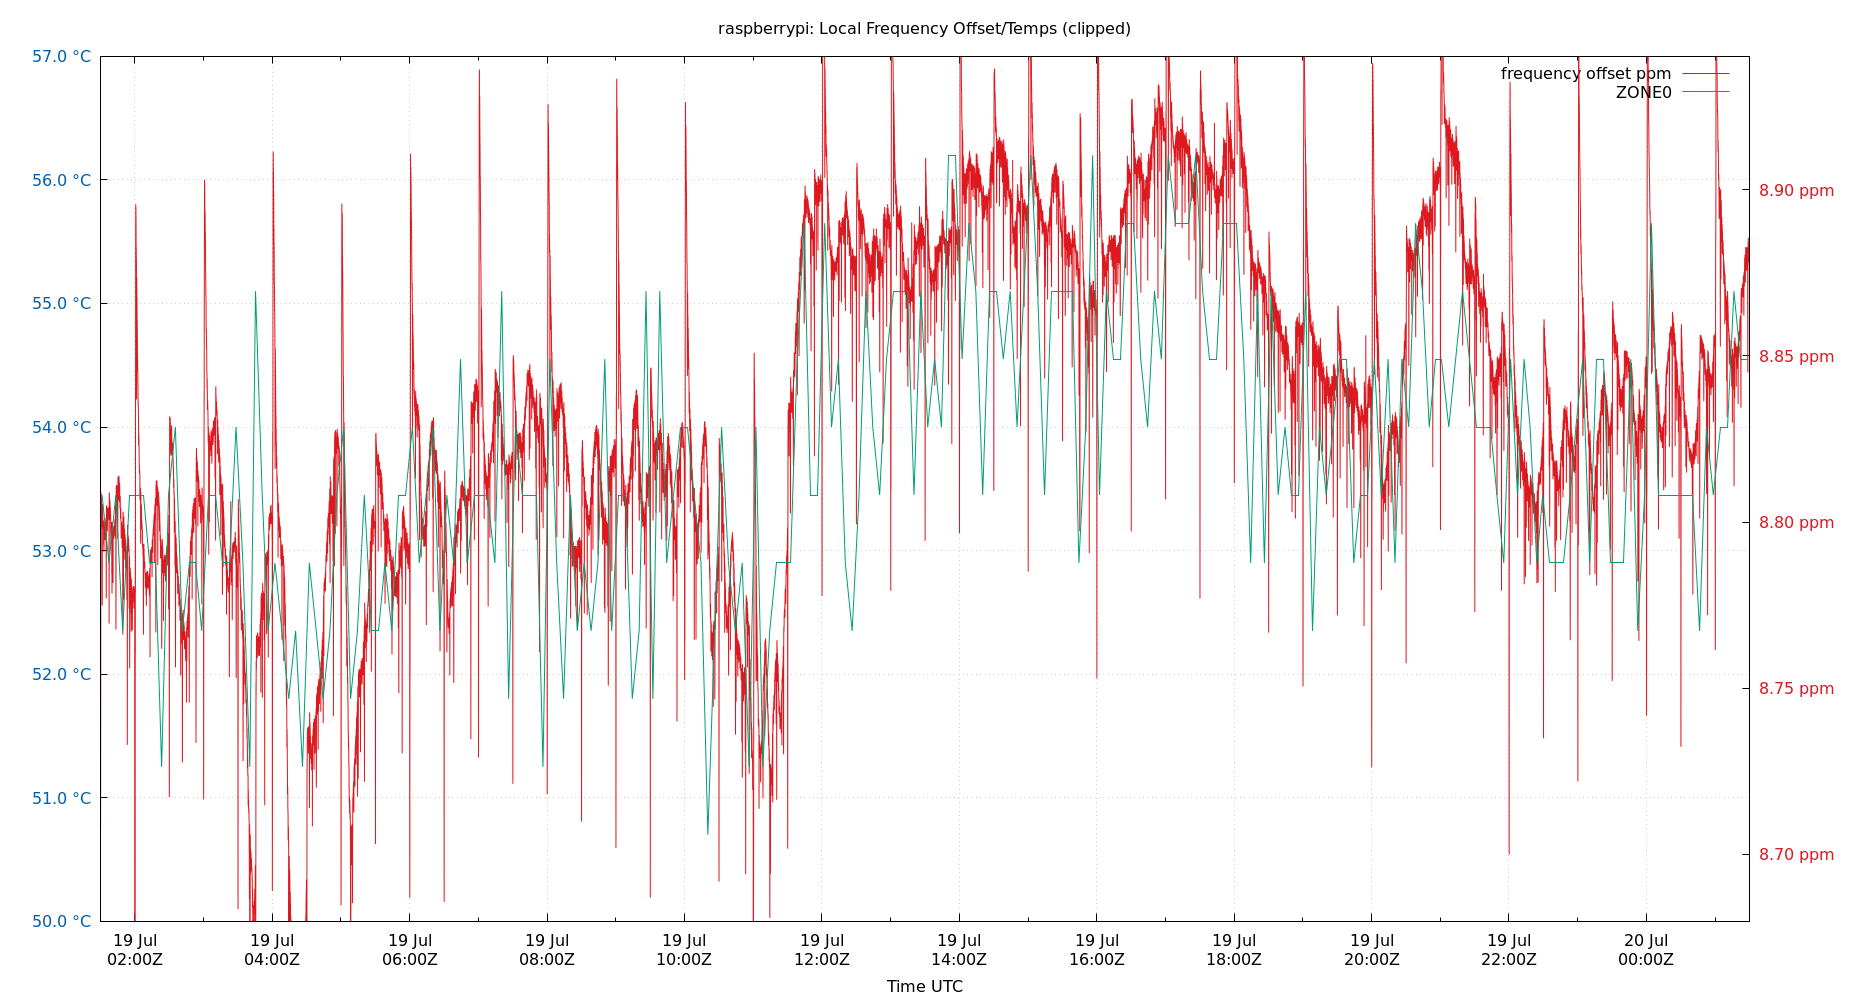 raspberrypi: Local Frequency Offset/Temps (clipped)
57.0 °C
56.0 °C
55.0 °C
54.0 °C
53.0 °C
52.0 °C
51.0 °C
50.0 °C
frequency offset ppm
ZONE0
8.90 ppm
8.85 ppm
8.80 ppm
8.75 ppm
8.70 ppm
19 Jul 19 Jul 19 Jul 19 Jul 19 Jul 19 Jul 19 Jul 19 Jul 19 Jul 19 Jul 19 Jul 20 Jul
02:00Z 04:00Z 06:00Z 08:00Z 10:00Z 12:00Z 14:00Z 16:00Z 18:00Z 20:00Z 22:00Z 00:00Z
Time UTC